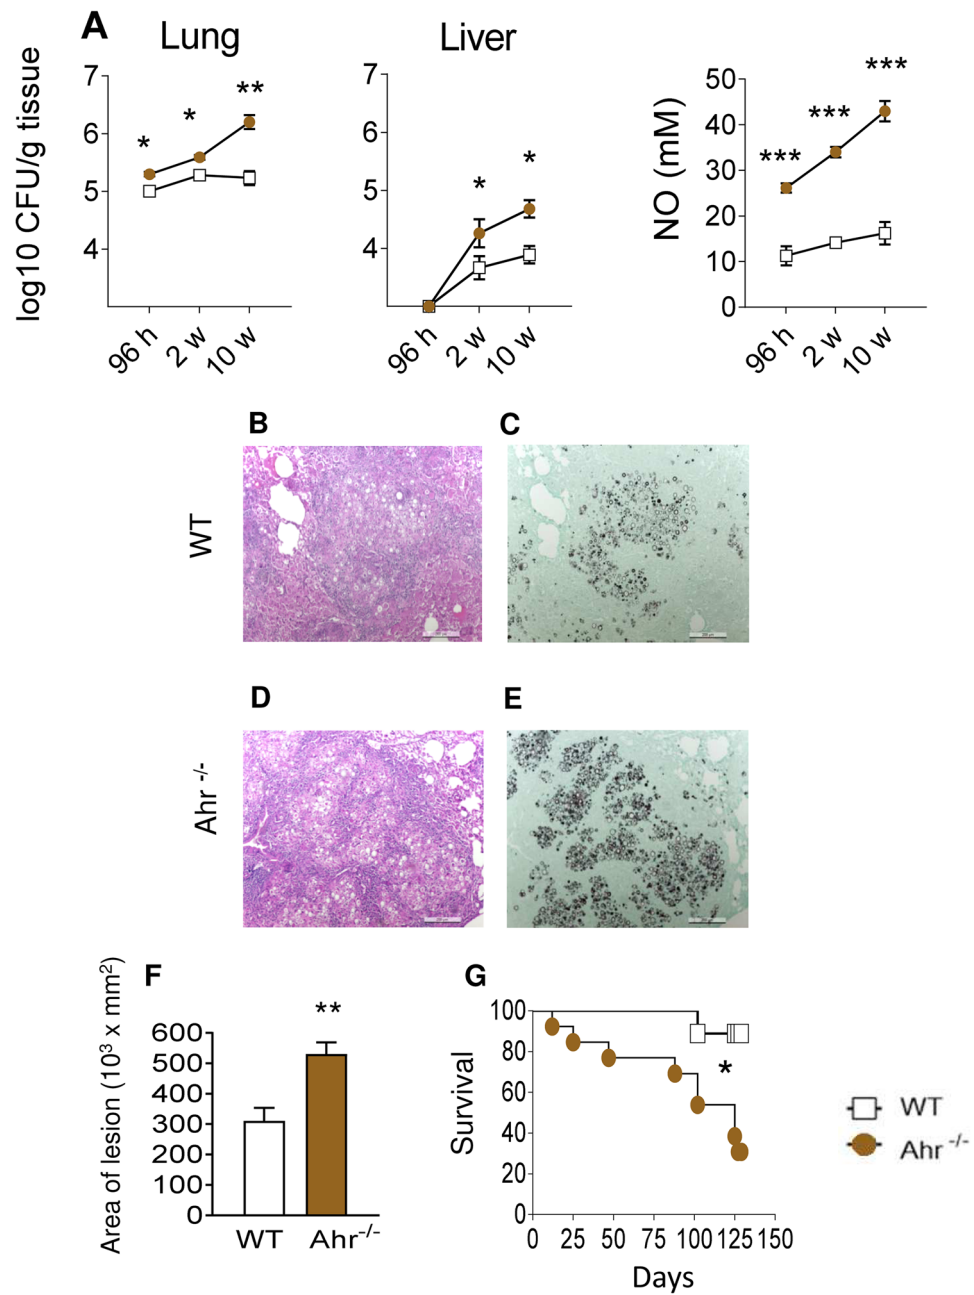 A
Lung
Liver
log10 CFU/g tissue
7
6
5
4
*
*
**
96 h
2 w
10 w
7
5
4
*
*
96 h
2 w
10 w
NO (mM)
50
40
30
20
10
0
***
***
***
96 h
2 w
10 w
B
C
WT
D
E
Ahr -/-
F
Area of lesion (10³ x mm²)
600
500
400
300
200
100
0
**
WT
Ahr-/-
G
Survival
100
80
60
40
20
0
*
0 25 50 75 100 125 150
Days
WT
Ahr -/-